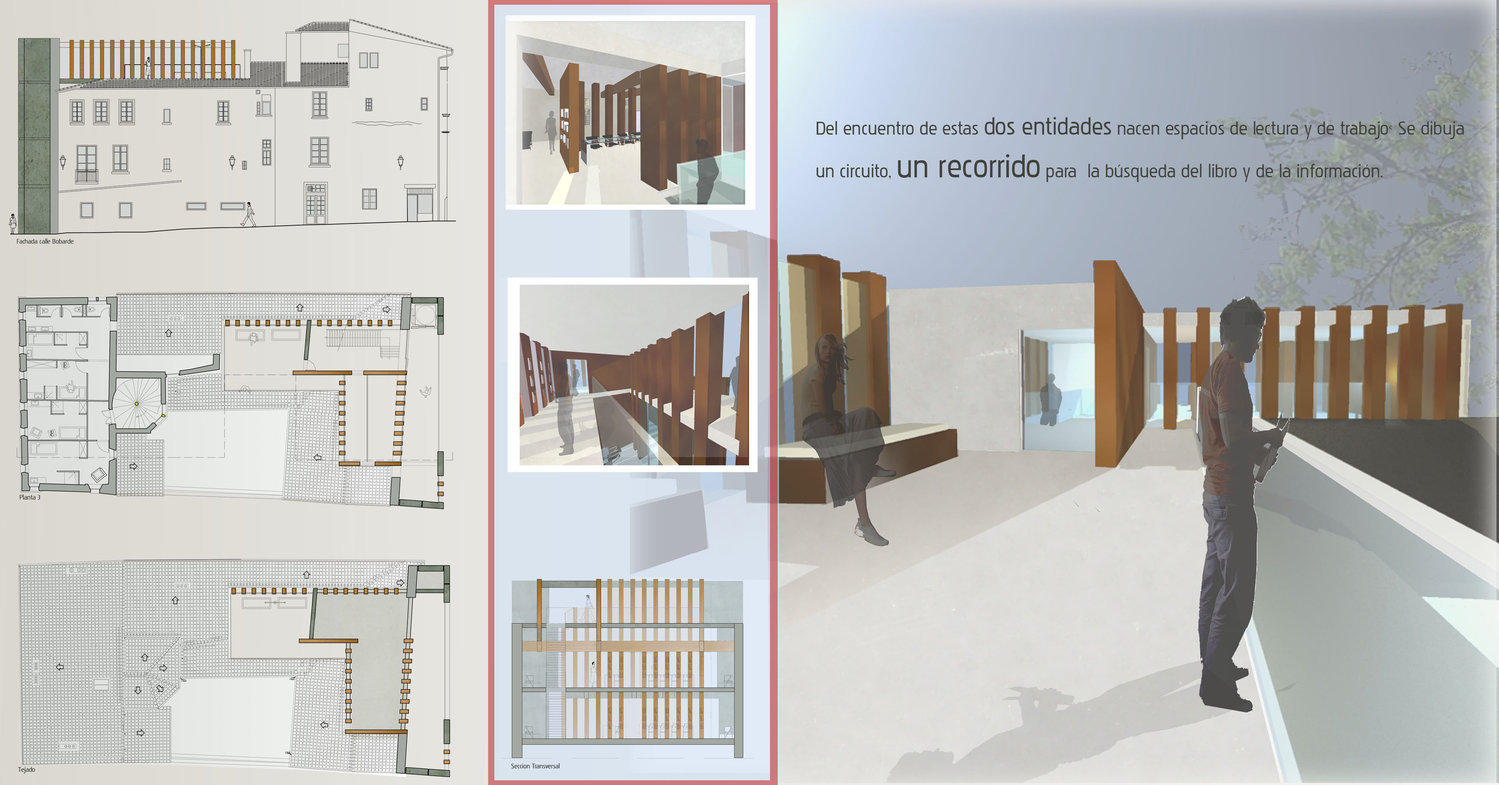 Fachada calle Bobarde
Planta 3
Tejado
Seccion Transversal
Del encuentro de estas dos entidades nacen espacios de lectura y de trabajo. Se dibuja
un circuito, un recorrido para la búsqueda del libro y de la información.